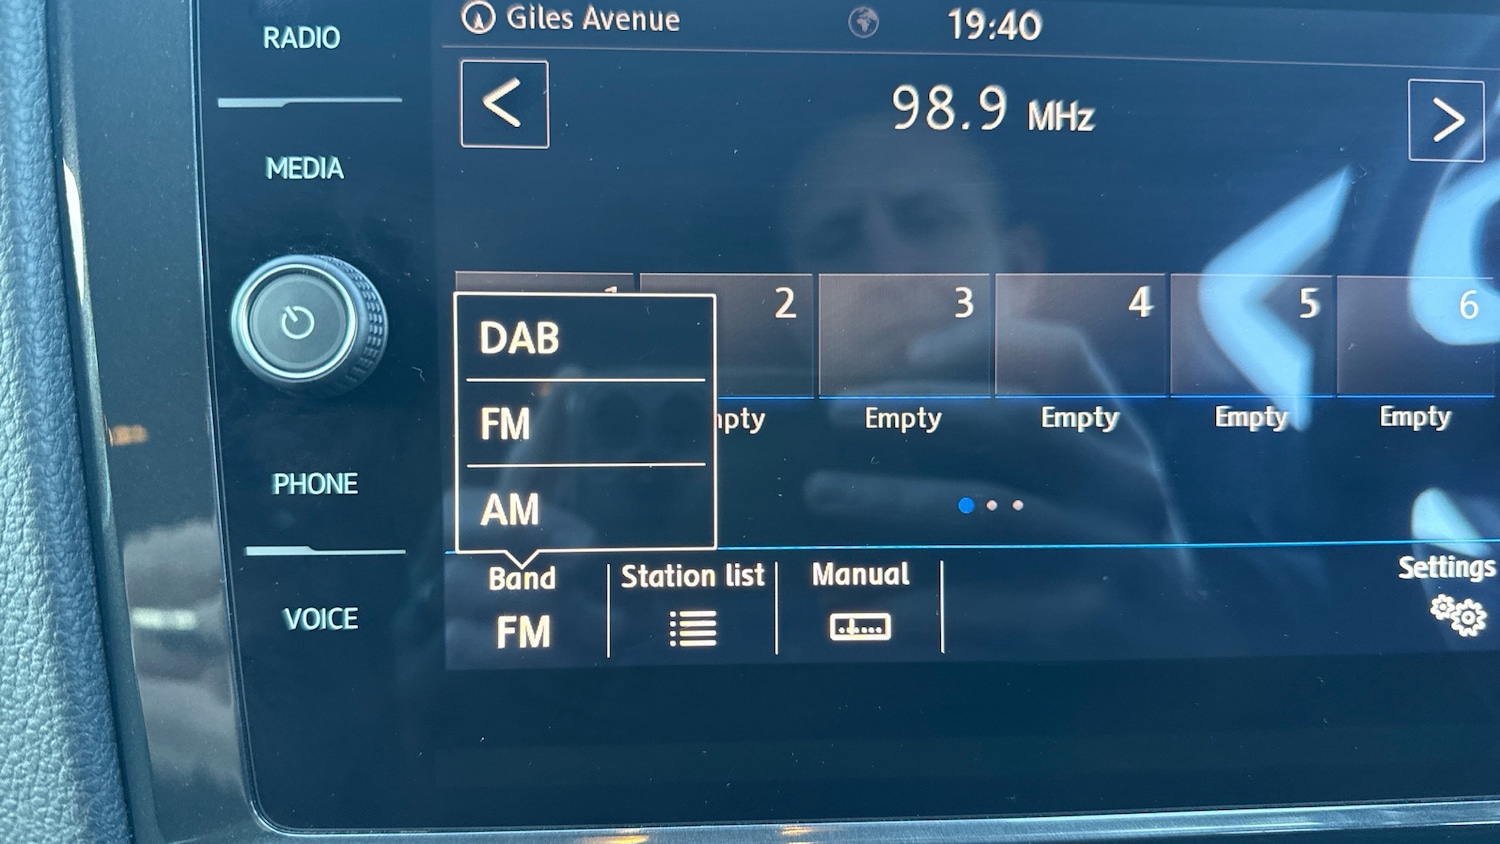 RADIO
MEDIA
PHONE
VOICE
Giles Avenue
19:40
<
98.9 MHz
>
2
3
4
5
6
Empty
Empty
Empty
Empty
DAB
FM
AM
Band
FM
Station list
Manual
Settings